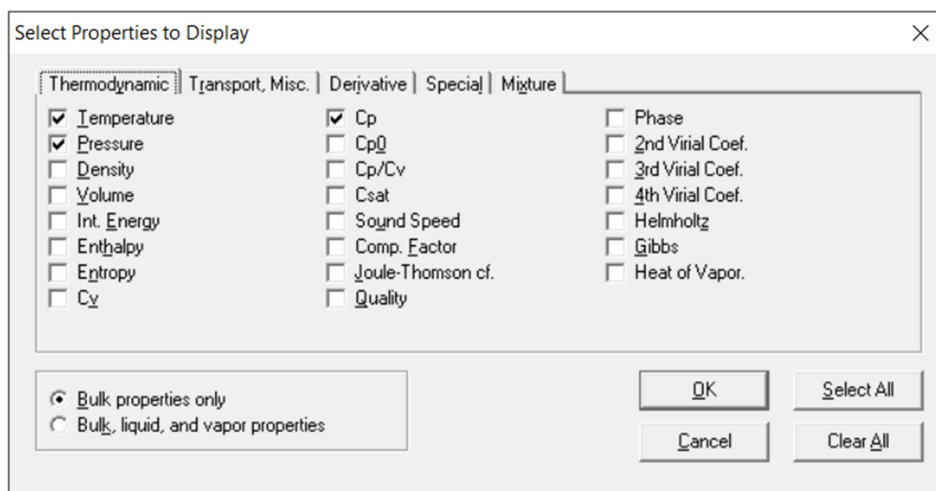 Select Properties to Display
Thermodynamic Transport, Misc. Derivative Special Mixture
Temperature Cp Phase
Pressure Cp0 2nd Virial Coef.
Density Cp/Cv 3rd Virial Coef.
Volume Csat 4th Virial Coef.
Int. Energy Sound Speed Helmholtz
Enthalpy Comp. Factor Gibbs
Entropy Joule-Thomson cf. Heat of Vapor.
Cv Quality
Bulk properties only
Bulk, liquid, and vapor properties
OK Select All
Cancel Clear All